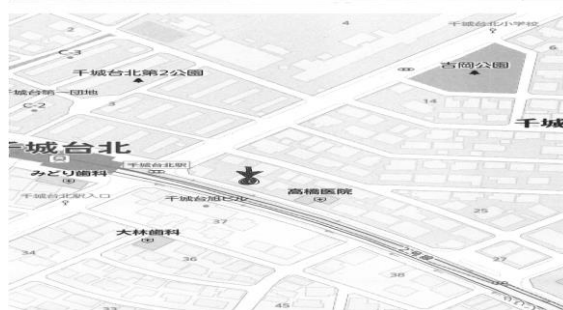 4
千城台北小学校
2
6
C-3
吉岡公園
千城台北第2公園
千城台第一団地
3
14
C-2
千城
千城台北
千城台北駅
みどり歯科
高橋医院
千城台北駅入口
千城台旭ビル
37
25
大林歯科
34
36
27
38
33
45